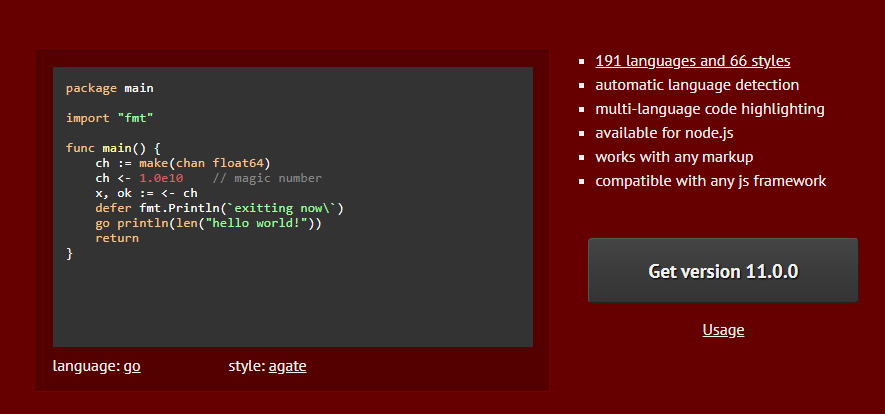 package main
import "fmt"
func main() {
    ch := make(chan float64)
    ch <- 1.0e10    // magic number
    x, ok := <- ch
    defer fmt.Println(`exitting now\`)
    go println(len("hello world!"))
    return
}
language: go
style: agate
191 languages and 66 styles
automatic language detection
multi-language code highlighting
available for node.js
works with any markup
compatible with any js framework
Get version 11.0.0
Usage